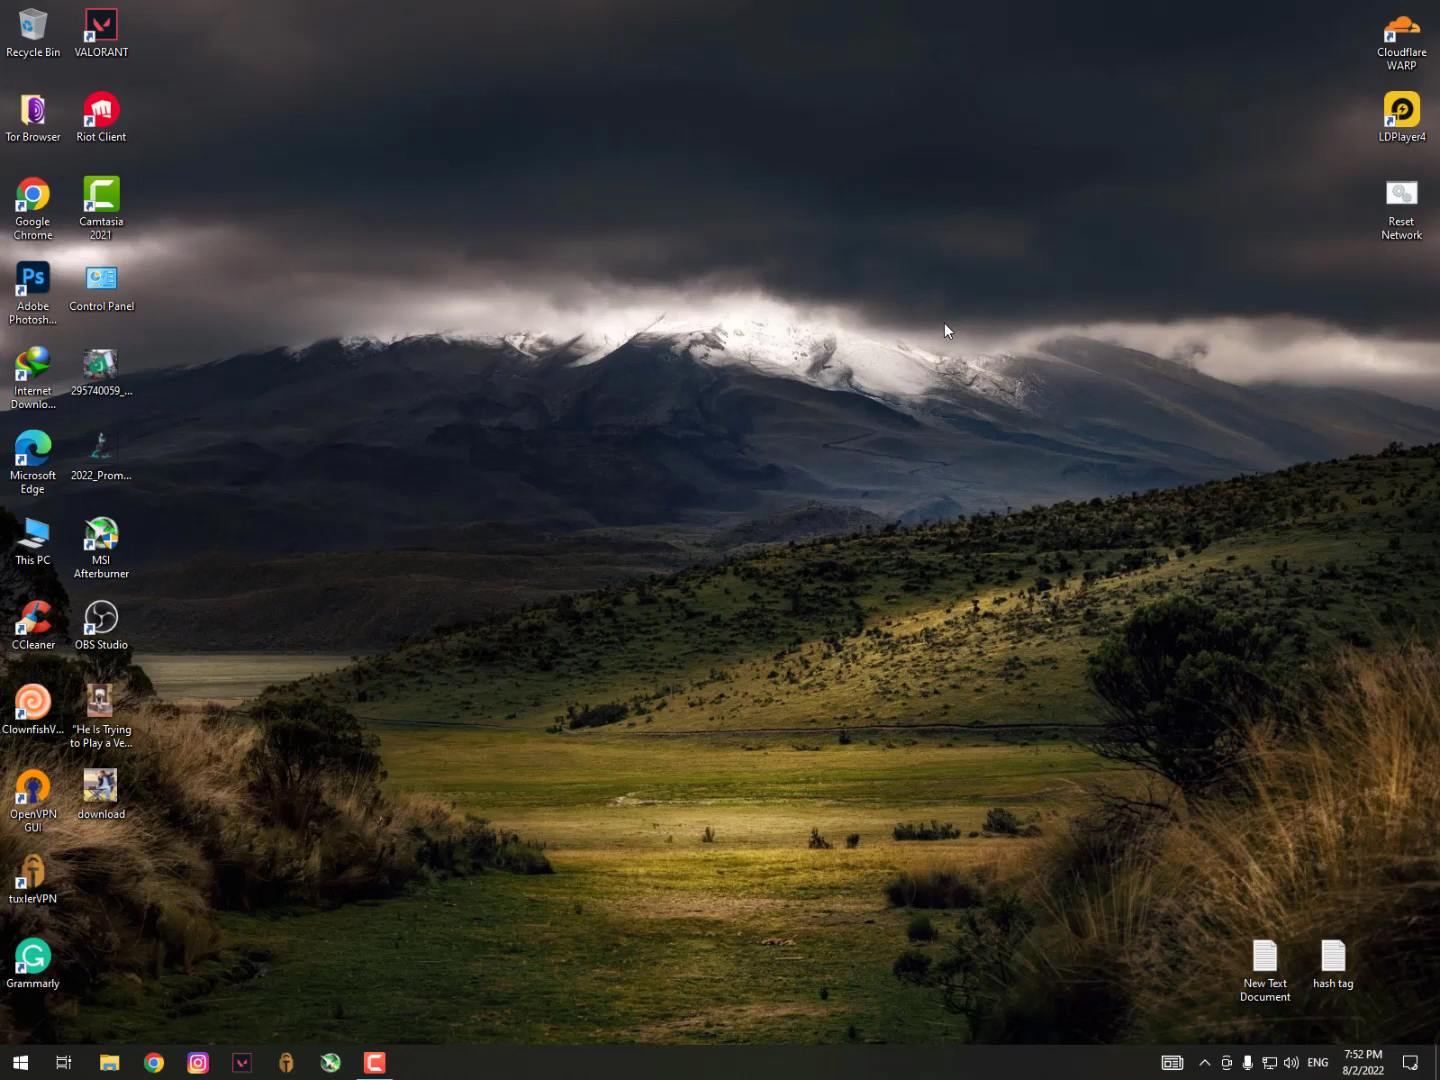 Recycle Bin
VALORANT
Tor Browser
Riot Client
Google
Chrome
Camtasia
2021
Ps
Adobe
Photosh...
Control Panel
Internet
Downlo...
295740059_...
Microsoft
Edge
2022_Prom...
This PC
MSI
Afterburner
CCleaner
OBS Studio
ClownfishV...
"He Is Trying
to Play a Ve...
OpenVPN
GUI
download
tuxlerVPN
Grammarly
Cloudflare
WARP
LDPlayer4
Reset
Network
New Text
Document
hash tag
ENG
7:52 PM
8/2/2022